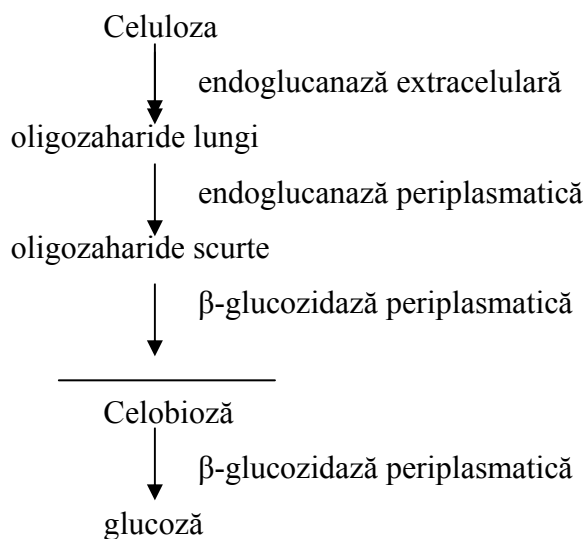 Celuloza
endoglucanază extracelulară
oligozaharide lungi
endoglucanază periplasmatică
oligozaharide scurte
β-glucozidază periplasmatică
Celobioză
β-glucozidază periplasmatică
glucoză